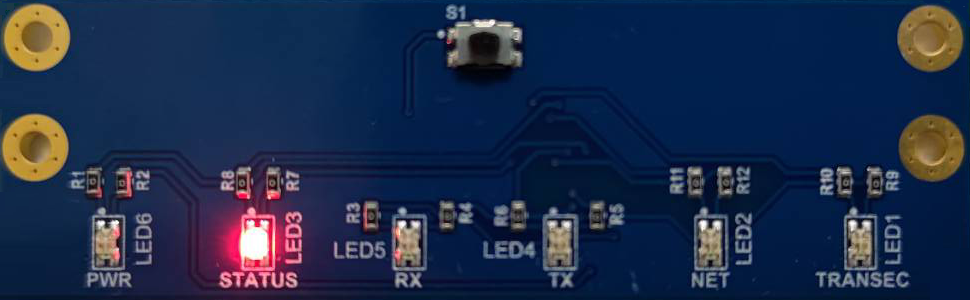 S1
R1 R2 R8 R7 R11 R12 R10 R9
R3 R4 R6 R5
LED6 LED3 LED5 LED4 LED2 LED1
PWR STATUS RX TX NET TRANSEC